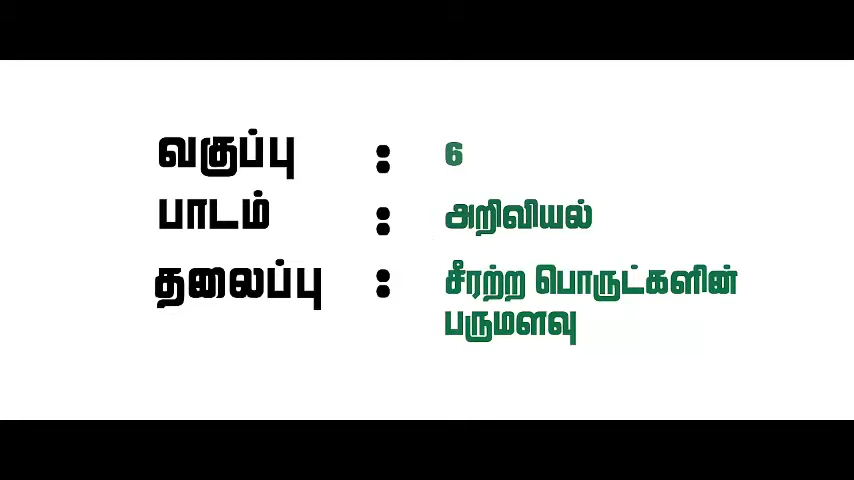 வகுப்பு : 6
பாடம் : அறிவியல்
தலைப்பு : சீரற்ற பொருட்களின்
பருமளவு